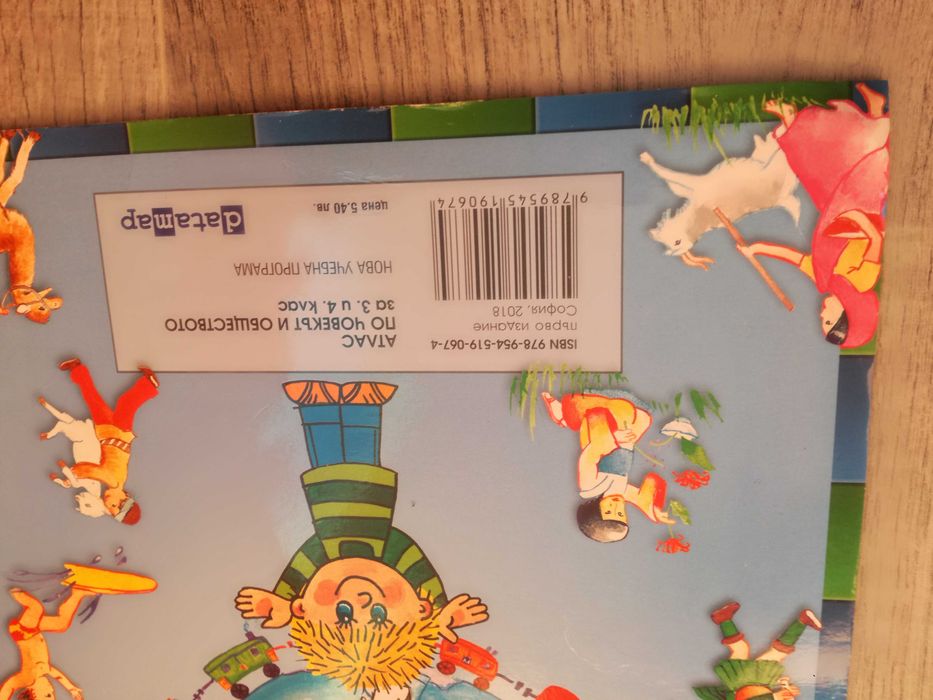 ISBN 978-954-519-067-4
първо издание
София, 2018
9 789545 190674
АТЛАС
ПО ЧОВЕКЪТ И ОБЩЕСТВОТО
за 3. и 4. клас
НОВА УЧЕБНА ПРОГРАМА
цена 5,40 лв.
datamap